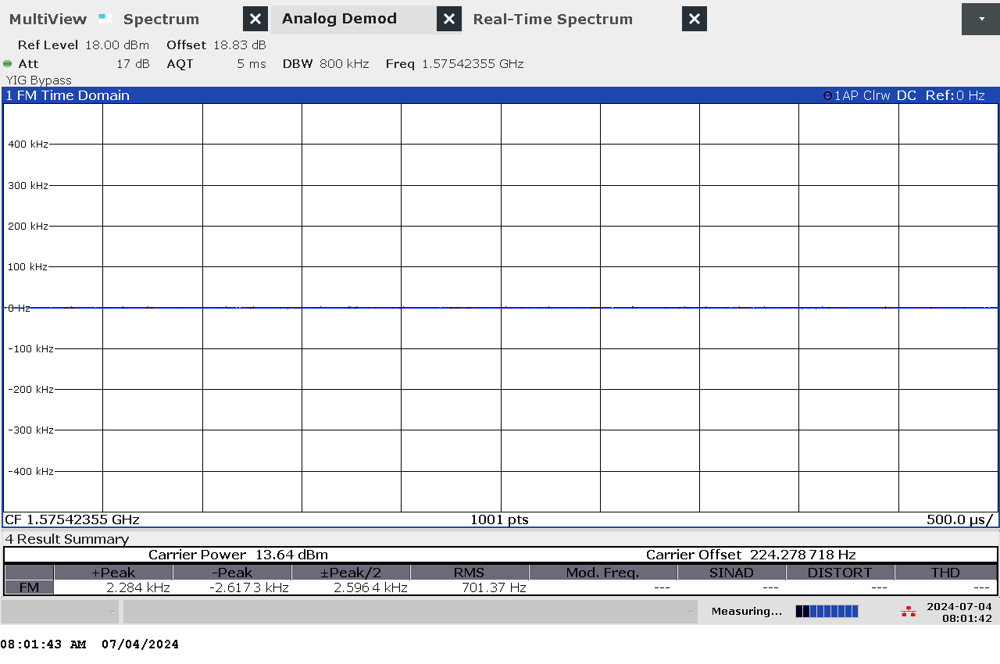 MultiView Spectrum Analog Demod Real-Time Spectrum
Ref Level 18.00 dBm Offset 18.83 dB
Att 17 dB AQT 5 ms DBW 800 kHz Freq 1.57542355 GHz
YIG Bypass
1 FM Time Domain 1AP Clrw DC Ref:0 Hz
400 kHz
300 kHz
200 kHz
100 kHz
0 Hz
-100 kHz
-200 kHz
-300 kHz
-400 kHz
CF 1.57542355 GHz 1001 pts 500.0 µs/
4 Result Summary
Carrier Power 13.64 dBm Carrier Offset 224.278718 Hz
+Peak -Peak ±Peak/2 RMS Mod. Freq. SINAD DISTORT THD
FM 2.284 kHz -2.6173 kHz 2.5964 kHz 701.37 Hz --- --- --- ---
Measuring... 2024-07-04
08:01:42
08:01:43 AM 07/04/2024